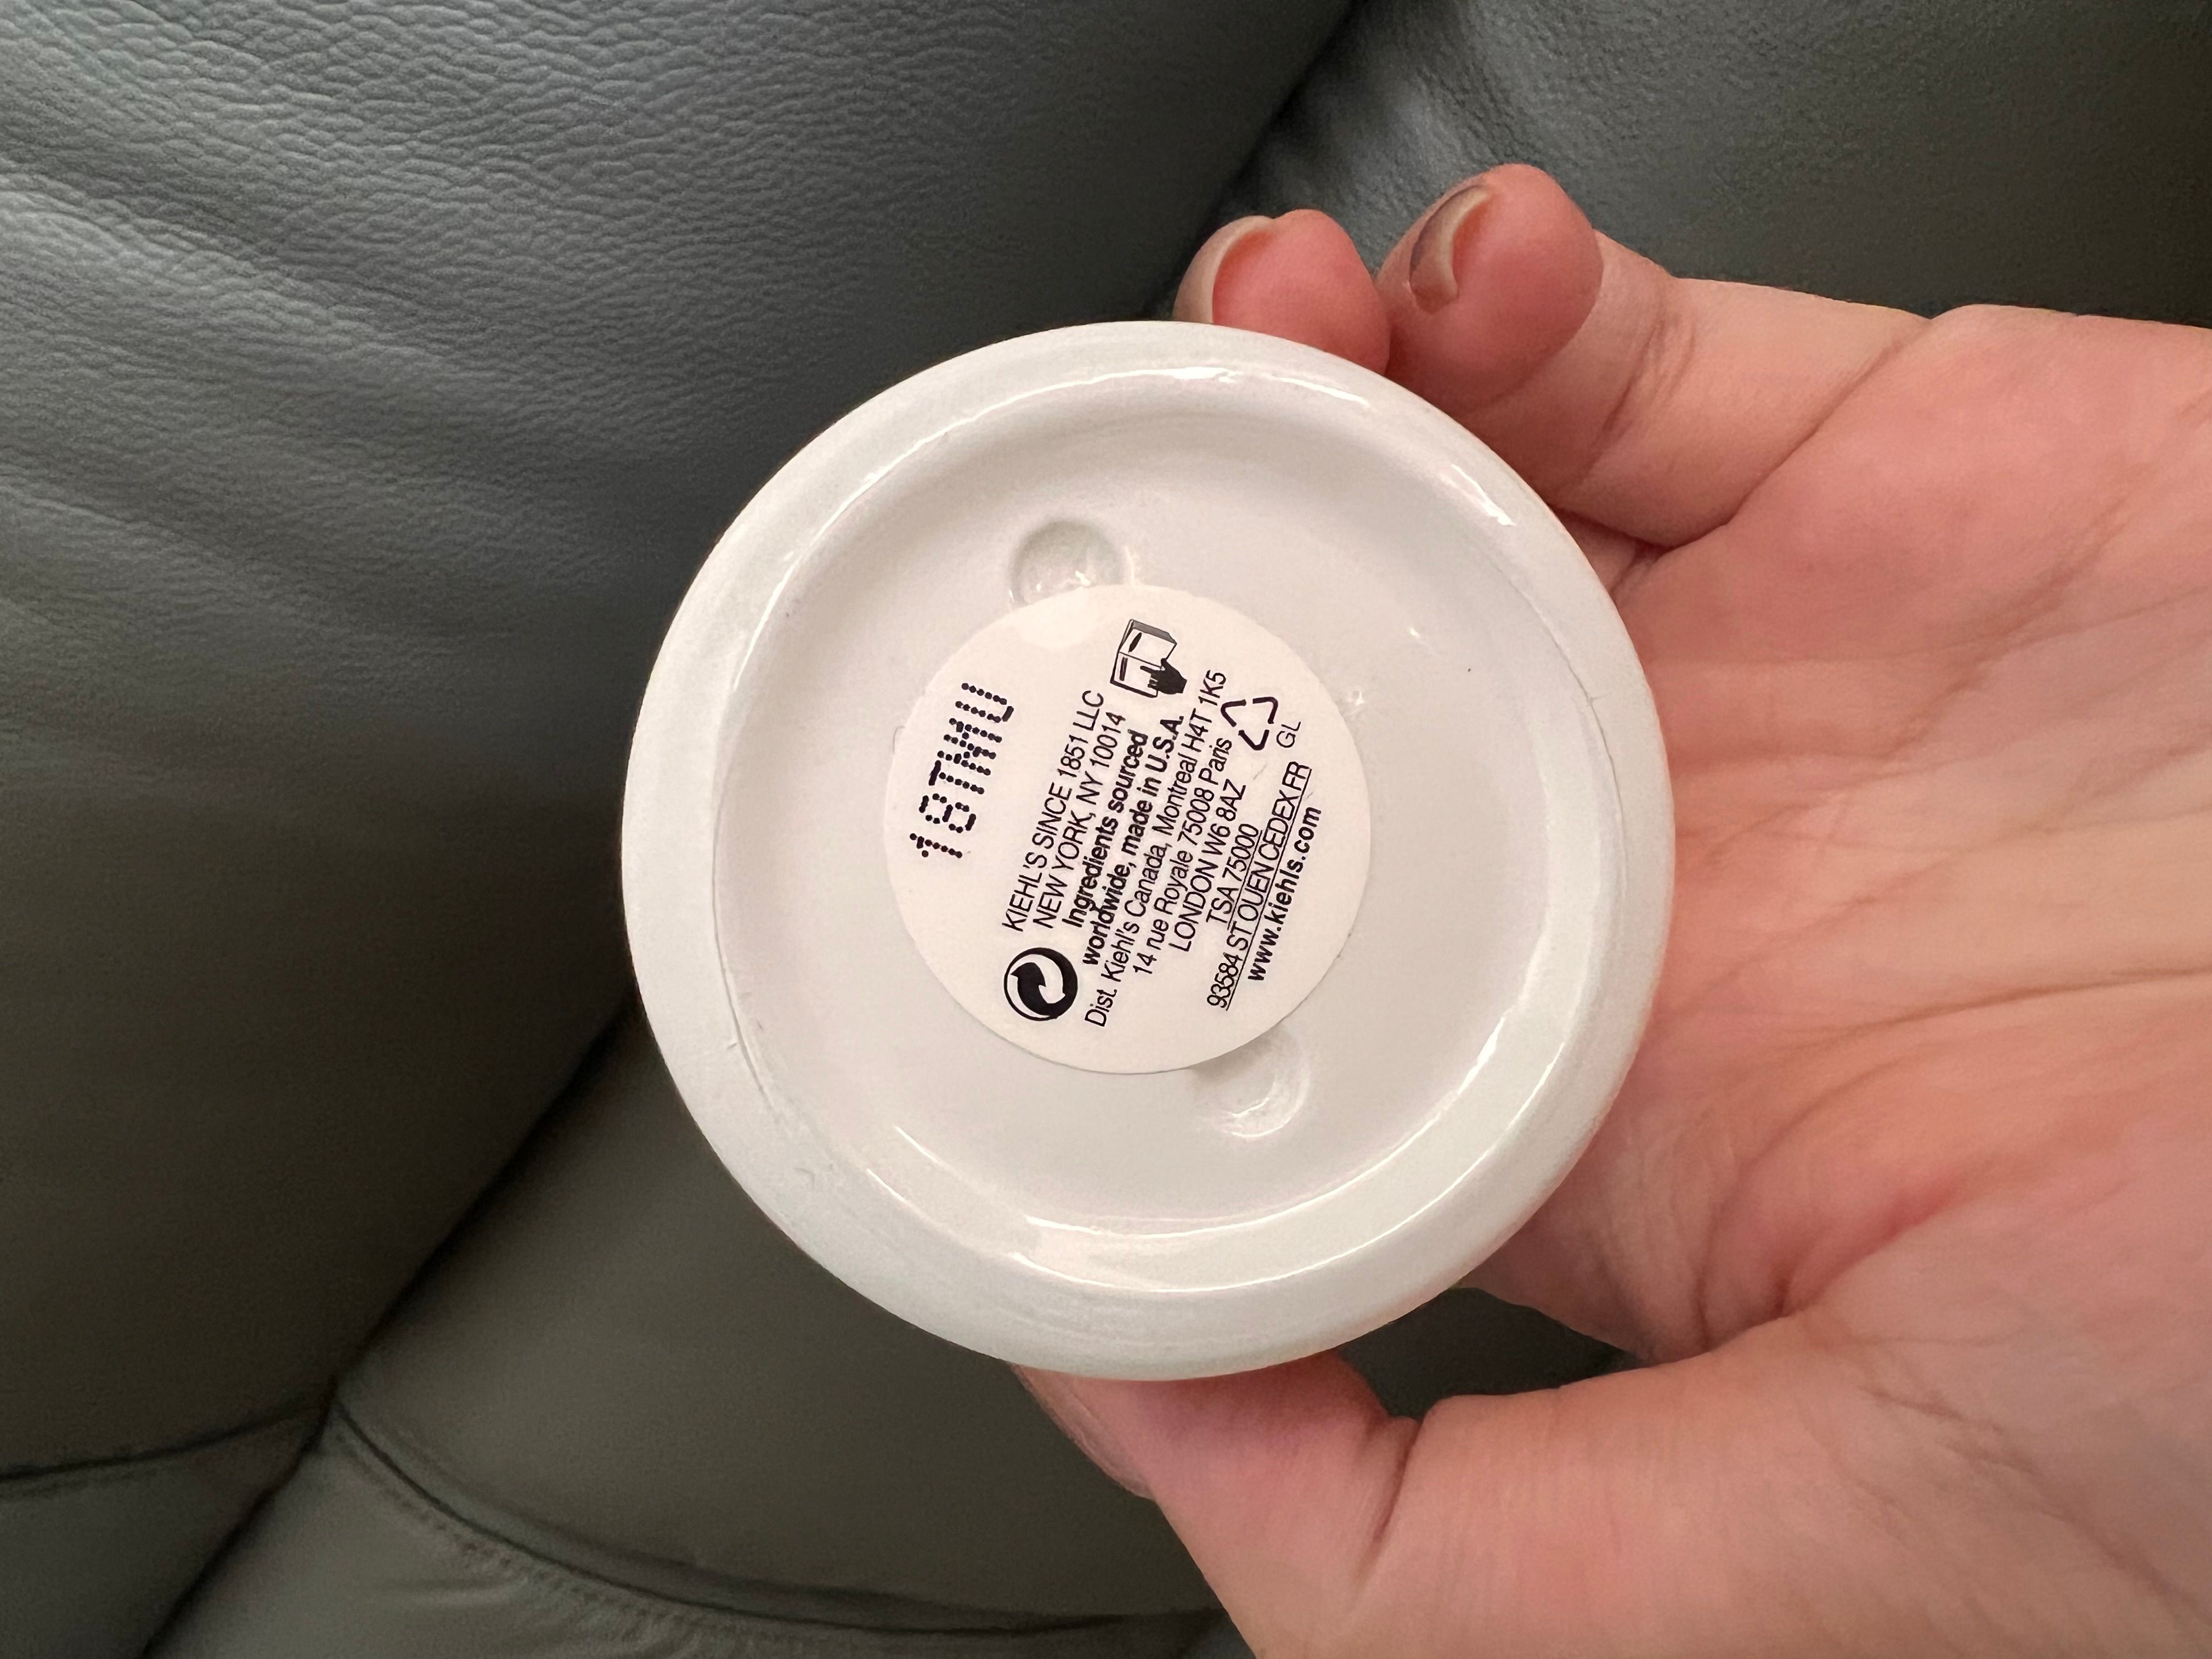 18TMWU
KIEHL'S SINCE 1851 LLC
NEW YORK, NY 10014
Ingredients sourced
worldwide, made in U.S.A.
Dist. Kiehl's Canada, Montreal H4T 1K5
14 rue Royale 75008 Paris
LONDON W6 8AZ
TSA 75000
93584 ST OUEN CEDEX FR
www.kiehls.com
GL